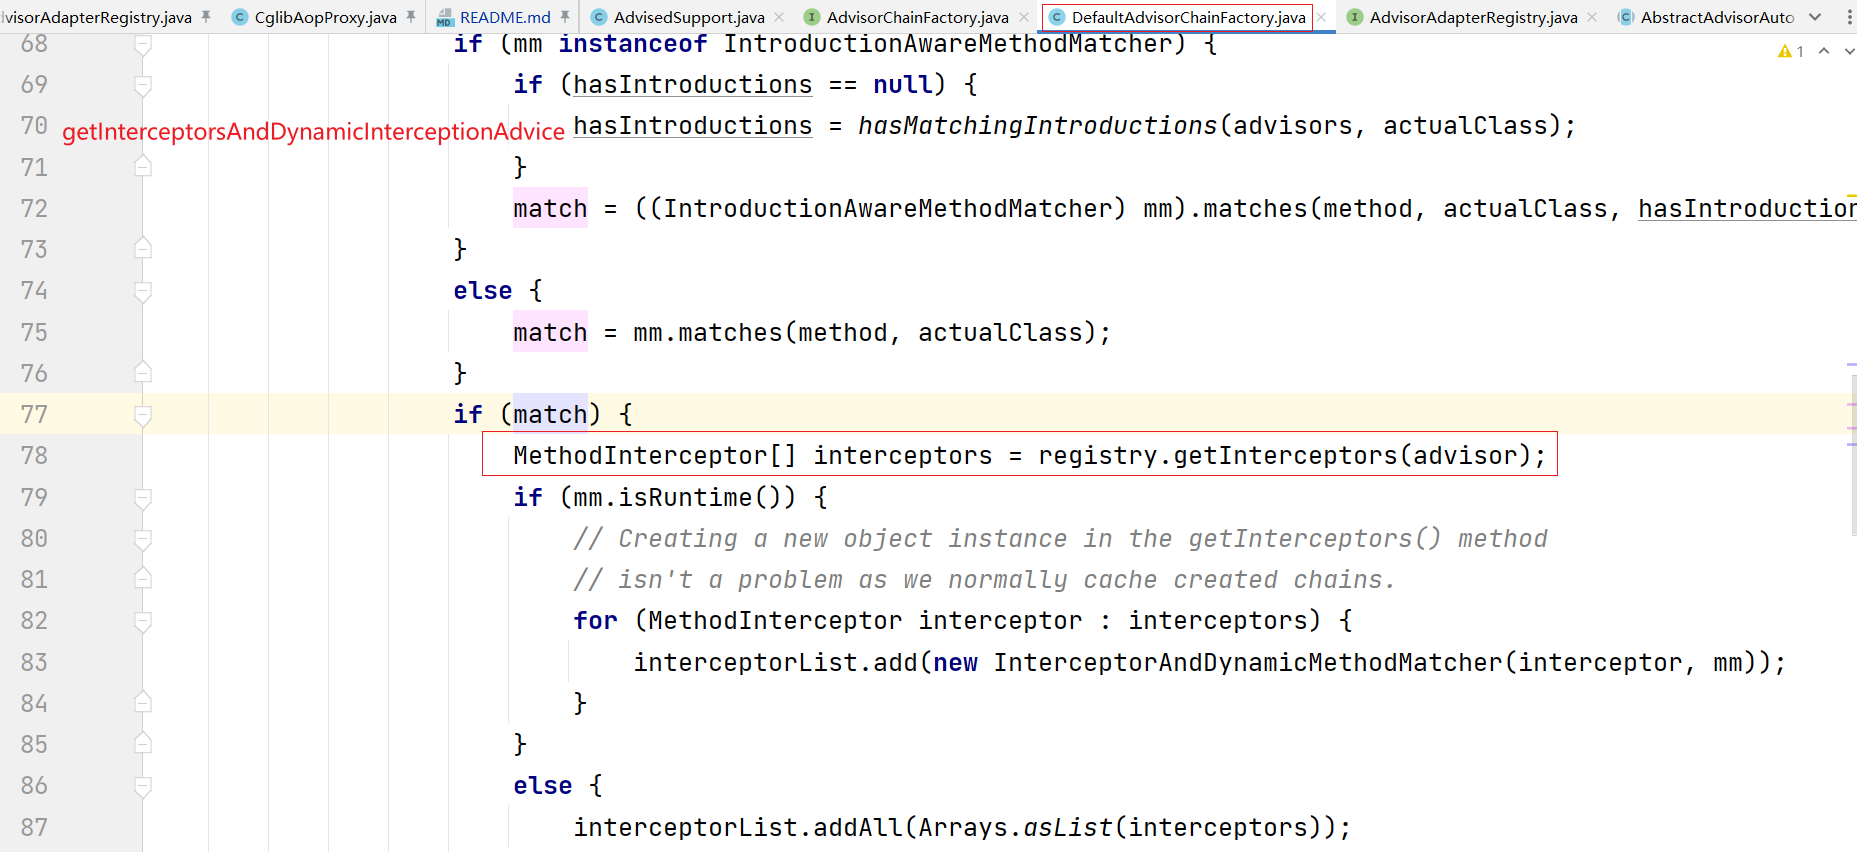 visorAdapterRegistry.java CglibAopProxy.java README.md AdvisedSupport.java AdvisorChainFactory.java DefaultAdvisorChainFactory.java AdvisorAdapterRegistry.java AbstractAdvisorAuto
68 if (mm instanceof IntroductionAwareMethodMatcher) {
1
69 if (hasIntroductions == null) {
70 getInterceptorsAndDynamicInterceptionAdvice hasIntroductions = hasMatchingIntroductions(advisors, actualClass);
71 }
72 match = ((IntroductionAwareMethodMatcher) mm).matches(method, actualClass, hasIntroduction
73 }
74 else {
75 match = mm.matches(method, actualClass);
76 }
77 if (match) {
78 MethodInterceptor[] interceptors = registry.getInterceptors(advisor);
79 if (mm.isRuntime()) {
80 // Creating a new object instance in the getInterceptors() method
81 // isn't a problem as we normally cache created chains.
82 for (MethodInterceptor interceptor : interceptors) {
83 interceptorList.add(new InterceptorAndDynamicMethodMatcher(interceptor, mm));
84 }
85 }
86 else {
87 interceptorList.addAll(Arrays.asList(interceptors));